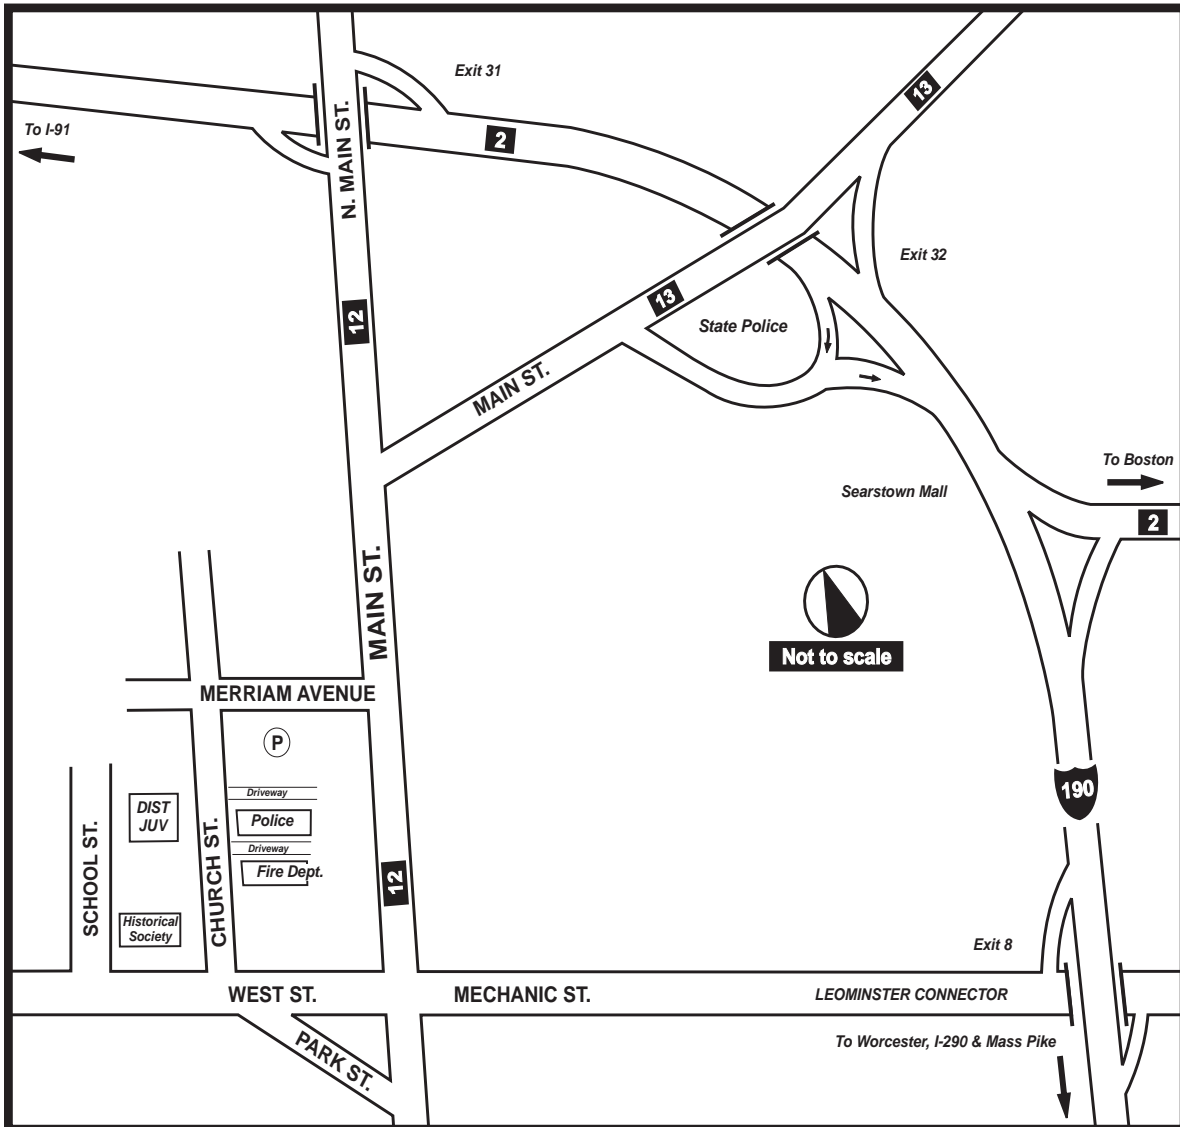 Exit 31
13
To I-91
2
N. MAIN ST.
Exit 32
13
12
State Police
MAIN ST.
To Boston
Searstown Mall
2
MAIN ST.
Not to scale
MERRIAM AVENUE
P
190
Driveway
DIST
JUV
Police
Driveway
Fire Dept.
SCHOOL ST.
CHURCH ST.
12
Historical
Society
Exit 8
WEST ST.
MECHANIC ST.
LEOMINSTER CONNECTOR
PARK ST.
To Worcester, I-290 & Mass Pike